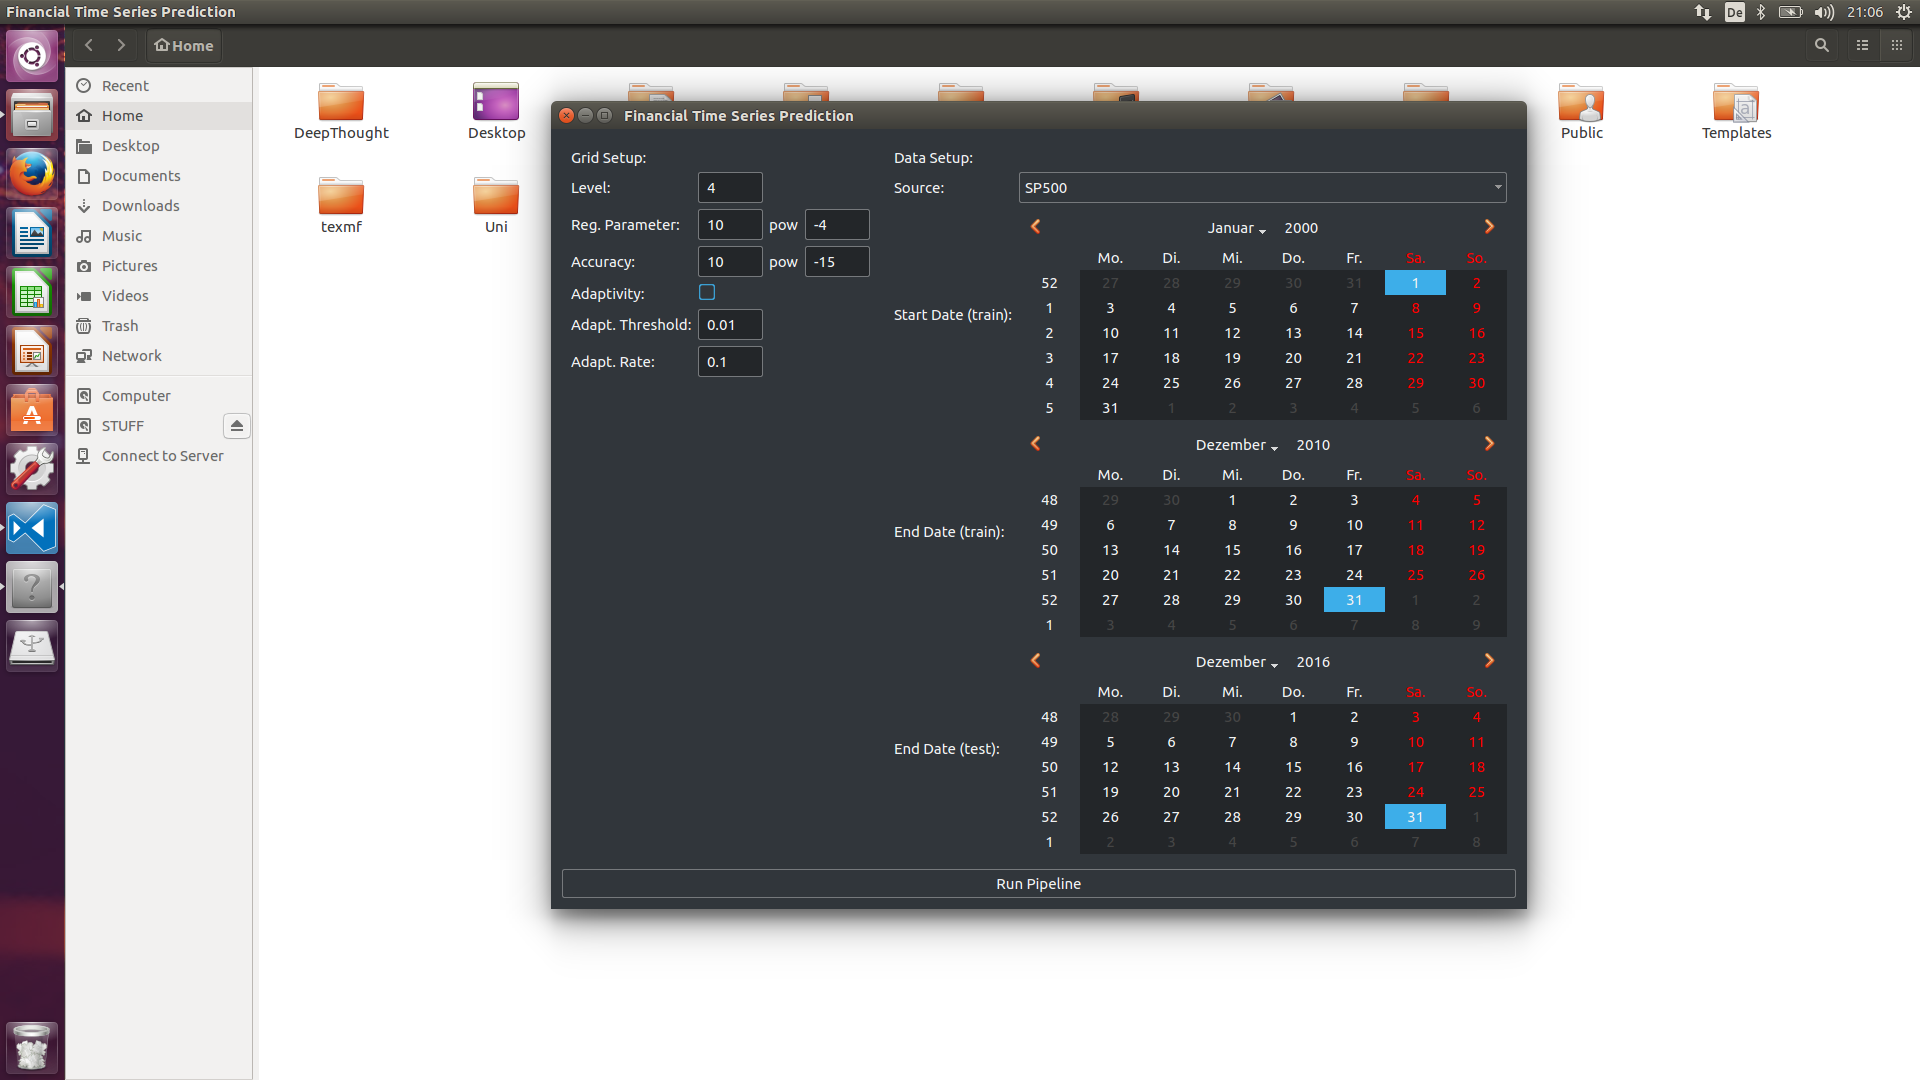 Financial Time Series Prediction
De 21:06
Home
Recent
Home
Desktop
Documents
Downloads
Music
Pictures
Videos
Trash
Network
Computer
STUFF
Connect to Server
DeepThought
Desktop
Public
Templates
texmf
Uni
Financial Time Series Prediction
Grid Setup:
Level: 4
Reg. Parameter: 10 pow -4
Accuracy: 10 pow -15
Adaptivity:
Adapt. Threshold: 0.01
Adapt. Rate: 0.1
Data Setup:
Source: SP500
Start Date (train):
Januar 2000
Mo. Di. Mi. Do. Fr. Sa. So.
52 27 28 29 30 31 1 2
1 3 4 5 6 7 8 9
2 10 11 12 13 14 15 16
3 17 18 19 20 21 22 23
4 24 25 26 27 28 29 30
5 31 1 2 3 4 5 6
End Date (train):
Dezember 2010
Mo. Di. Mi. Do. Fr. Sa. So.
48 29 30 1 2 3 4 5
49 6 7 8 9 10 11 12
50 13 14 15 16 17 18 19
51 20 21 22 23 24 25 26
52 27 28 29 30 31 1 2
1 3 4 5 6 7 8 9
End Date (test):
Dezember 2016
Mo. Di. Mi. Do. Fr. Sa. So.
48 28 29 30 1 2 3 4
49 5 6 7 8 9 10 11
50 12 13 14 15 16 17 18
51 19 20 21 22 23 24 25
52 26 27 28 29 30 31 1
1 2 3 4 5 6 7 8
Run Pipeline